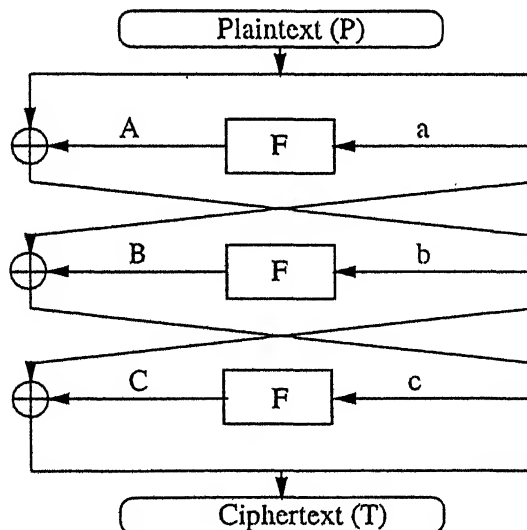 Plaintext (P)
A F a
B F b
C F c
Ciphertext (T)